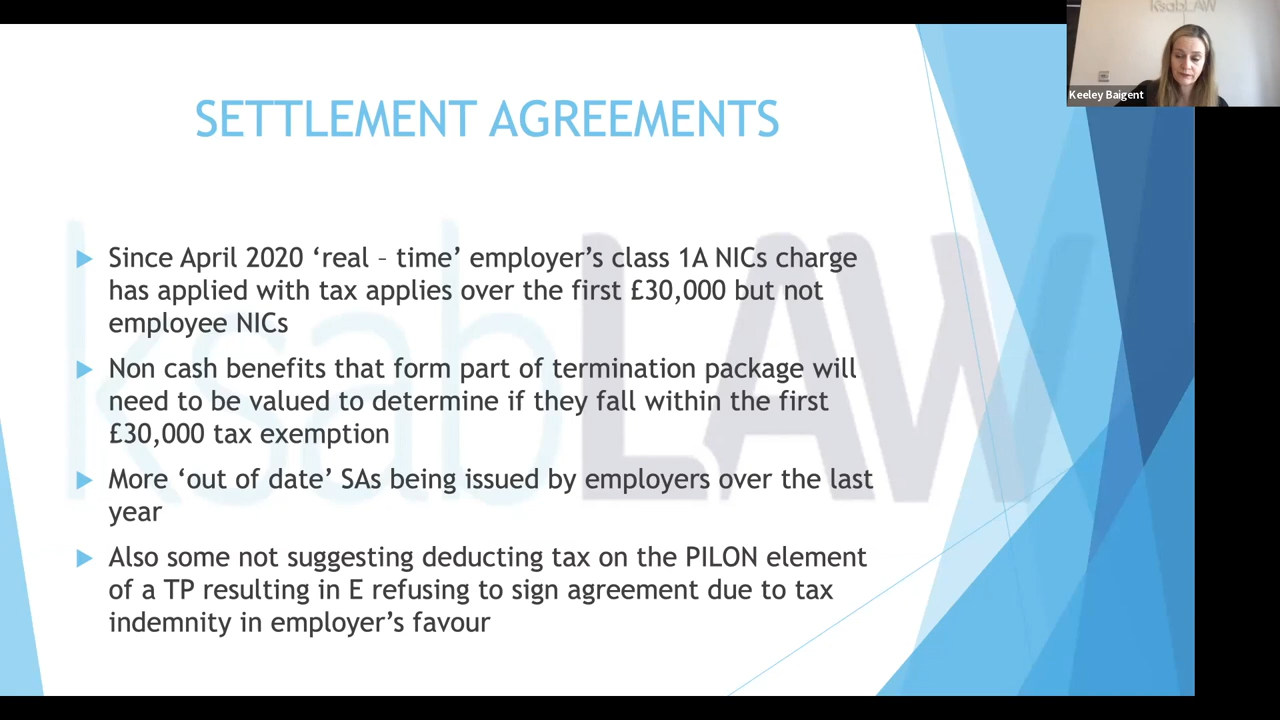 ksabLAW
Keeley Baigent
SETTLEMENT AGREEMENTS
Since April 2020 ‘real – time’ employer’s class 1A NICs charge
has applied with tax applies over the first £30,000 but not
employee NICs
Non cash benefits that form part of termination package will
need to be valued to determine if they fall within the first
£30,000 tax exemption
More ‘out of date’ SAs being issued by employers over the last
year
Also some not suggesting deducting tax on the PILON element
of a TP resulting in E refusing to sign agreement due to tax
indemnity in employer’s favour
ksabLAW